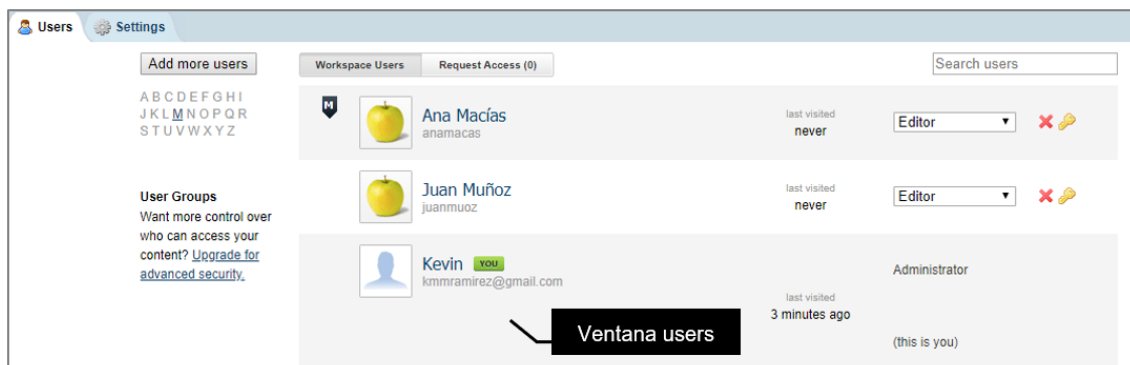 Users
Settings
Add more users
Workspace Users
Request Access (0)
Search users
A B C D E F G H I
J K L M N O P Q R
S T U V W X Y Z
User Groups
Want more control over
who can access your
content? Upgrade for
advanced security.
M
Ana Macías
anamacas
last visited
never
Editor
Juan Muñoz
juanmuoz
last visited
never
Editor
Kevin YOU
kmmramirez@gmail.com
last visited
3 minutes ago
Administrator
(this is you)
Ventana users